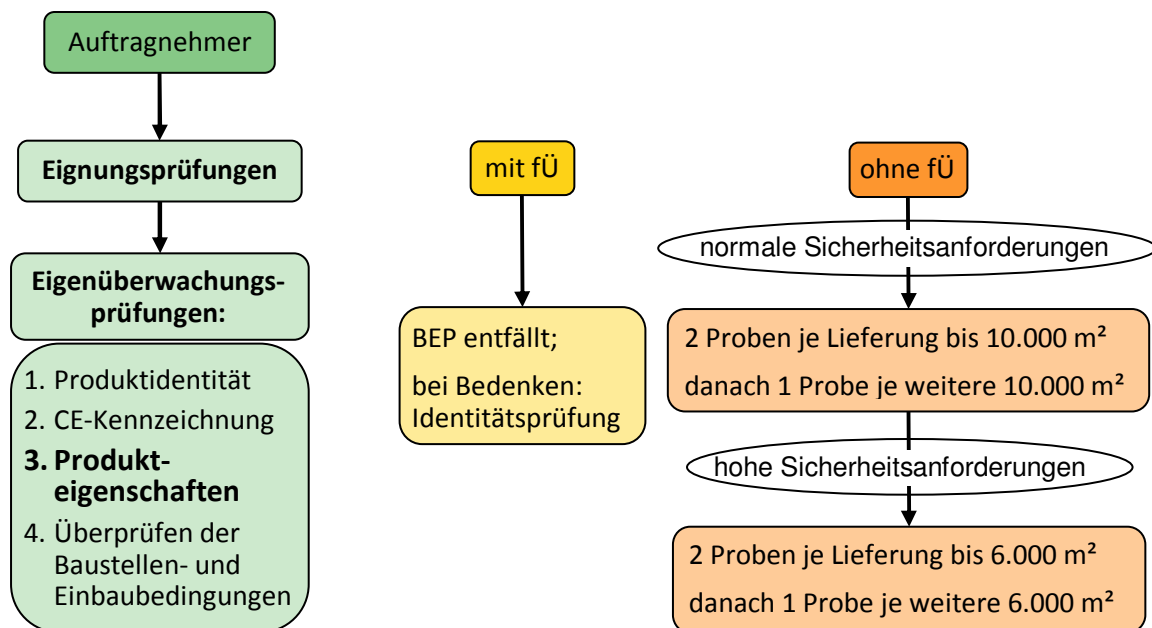 Auftragnehmer
Eignungsprüfungen
Eigenüberwachungs-
prüfungen:
1. Produktidentität
2. CE-Kennzeichnung
3. Produkt-
eigenschaften
4. Überprüfen der
Baustellen- und
Einbaubedingungen
mit fÜ
BEP entfällt;
bei Bedenken:
Identitätsprüfung
ohne fÜ
normale Sicherheitsanforderungen
2 Proben je Lieferung bis 10.000 m²
danach 1 Probe je weitere 10.000 m²
hohe Sicherheitsanforderungen
2 Proben je Lieferung bis 6.000 m²
danach 1 Probe je weitere 6.000 m²